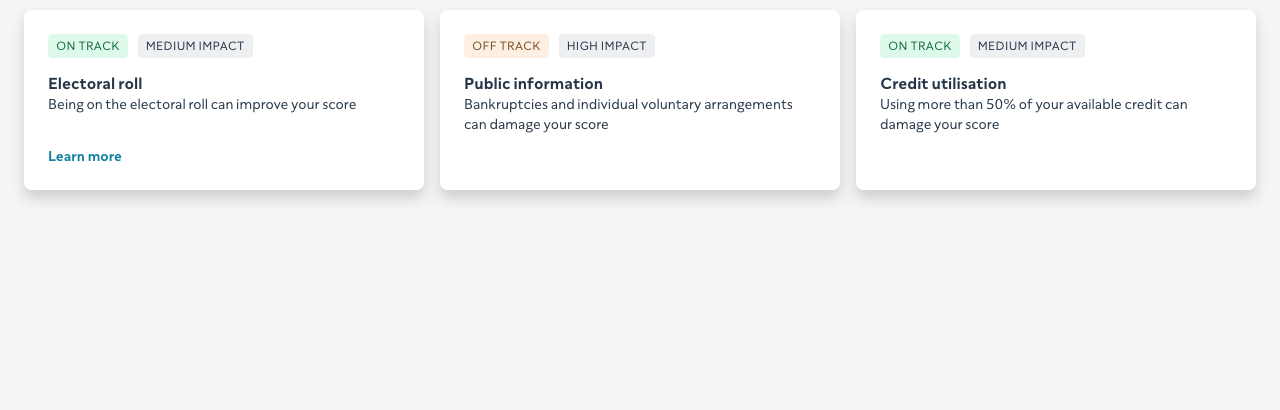 ON TRACK MEDIUM IMPACT
Electoral roll
Being on the electoral roll can improve your score
Learn more
OFF TRACK HIGH IMPACT
Public information
Bankruptcies and individual voluntary arrangements
can damage your score
ON TRACK MEDIUM IMPACT
Credit utilisation
Using more than 50% of your available credit can
damage your score